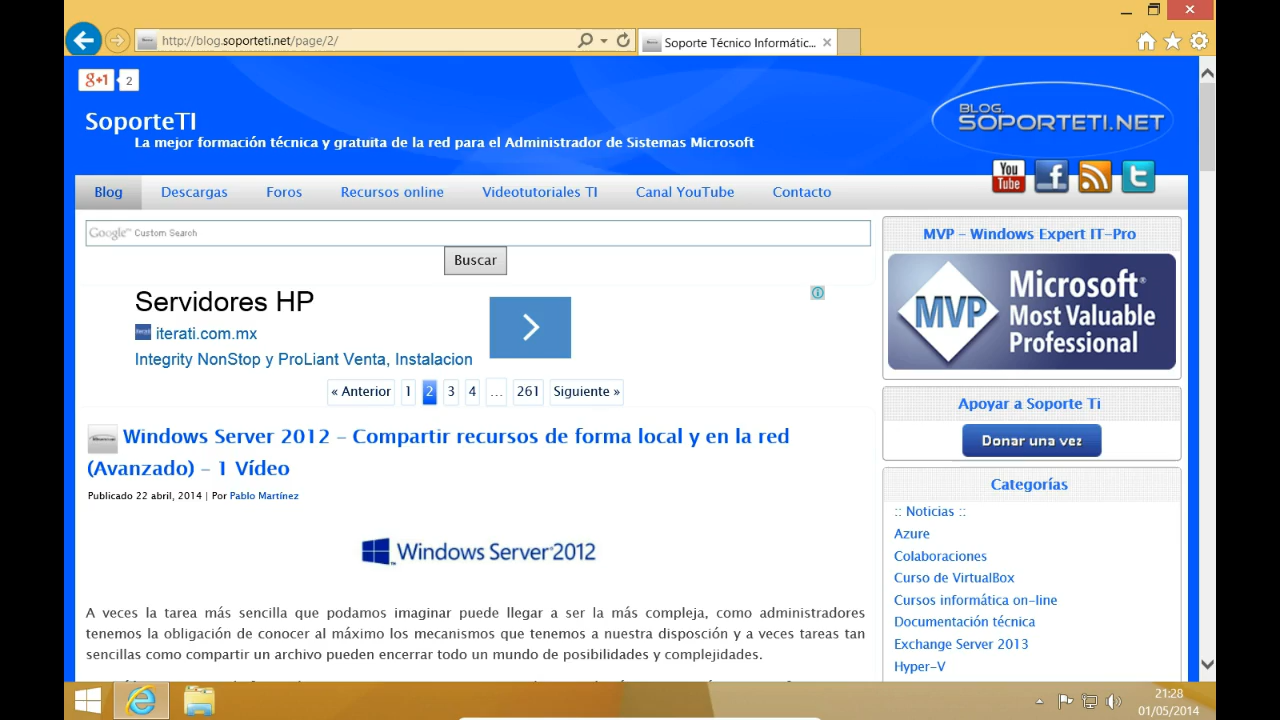 http://blog.soporteti.net/page/2/
Soporte Técnico Informátic...
g+1 2
SoporteTI
La mejor formación técnica y gratuita de la red para el Administrador de Sistemas Microsoft
BLOG.
SOPORTETI.NET
You
Tube
Blog Descargas Foros Recursos online Videotutoriales TI Canal YouTube Contacto
Google™ Custom Search
Buscar
Servidores HP
iterati.com.mx
Integrity NonStop y ProLiant Venta, Instalacion
« Anterior 1 2 3 4 ... 261 Siguiente »
Windows Server 2012 – Compartir recursos de forma local y en la red
(Avanzado) – 1 Vídeo
Publicado 22 abril, 2014 | Por Pablo Martínez
Windows Server 2012
A veces la tarea más sencilla que podamos imaginar puede llegar a ser la más compleja, como administradores
tenemos la obligación de conocer al máximo los mecanismos que tenemos a nuestra disposción y a veces tareas tan
sencillas como compartir un archivo pueden encerrar todo un mundo de posibilidades y complejidades.
MVP – Windows Expert IT-Pro
MVP
Microsoft®
Most Valuable
Professional
Apoyar a Soporte Ti
Donar una vez
Categorías
:: Noticias ::
Azure
Colaboraciones
Curso de VirtualBox
Cursos informática on-line
Documentación técnica
Exchange Server 2013
Hyper-V
21:28
01/05/2014